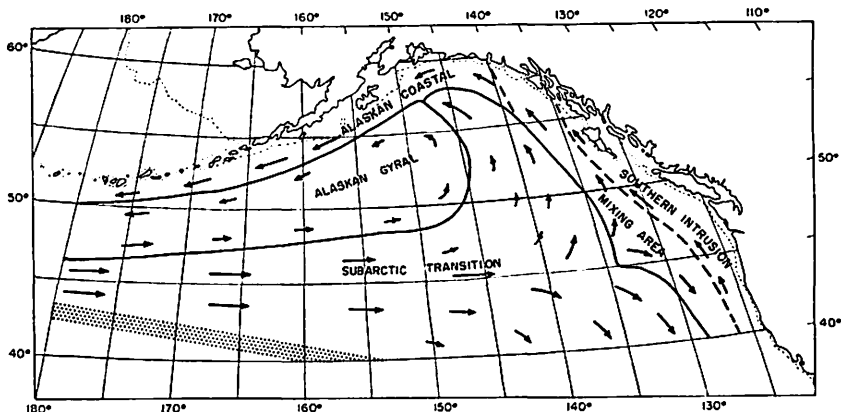 180° 170° 160° 150° 140° 130° 120° 110°
60°
ALASKAN COASTAL
ALASKAN GYRAL
50°
50°
SOUTHERN INTRUSION
MIXING AREA
SUBARCTIC TRANSITION
40°
40°
180° 170° 160° 150° 140° 130°